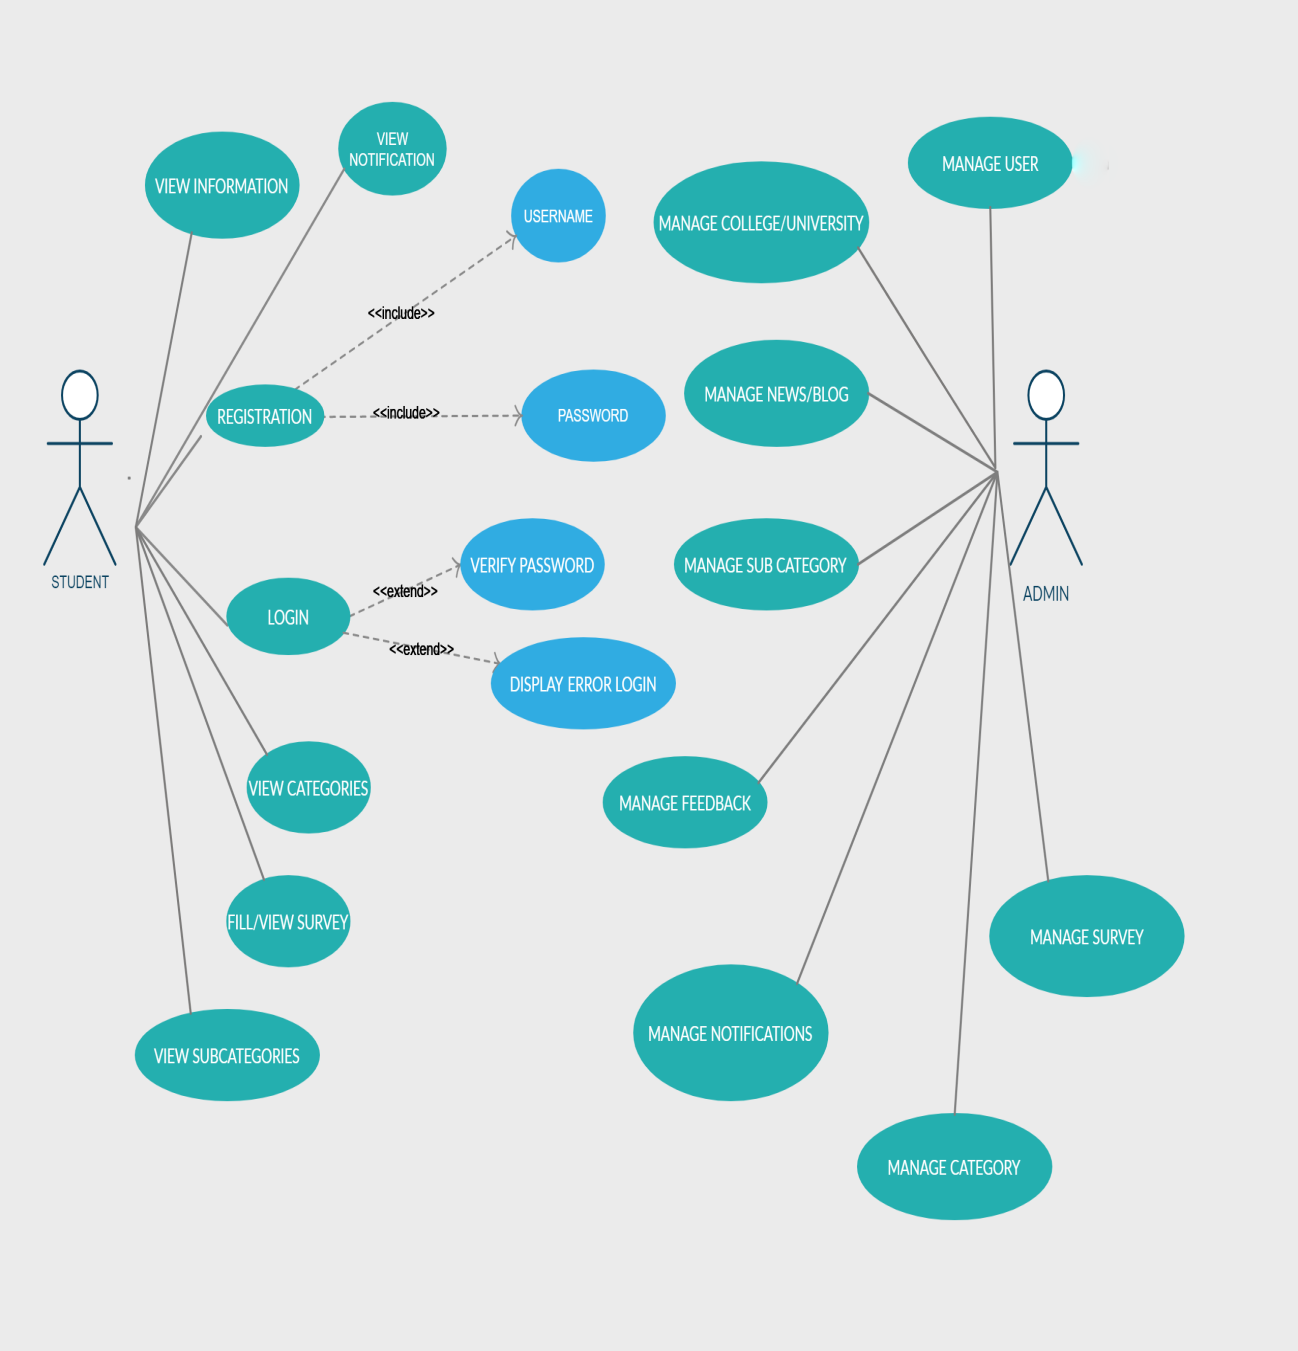 VIEW
NOTIFICATION
VIEW INFORMATION
MANAGE USER
USERNAME
MANAGE COLLEGE/UNIVERSITY
<<include>>
REGISTRATION
<<include>>
PASSWORD
MANAGE NEWS/BLOG
VERIFY PASSWORD
MANAGE SUB CATEGORY
STUDENT
<<extend>>
ADMIN
LOGIN
<<extend>>
DISPLAY ERROR LOGIN
VIEW CATEGORIES
MANAGE FEEDBACK
FILL/VIEW SURVEY
MANAGE SURVEY
MANAGE NOTIFICATIONS
VIEW SUBCATEGORIES
MANAGE CATEGORY